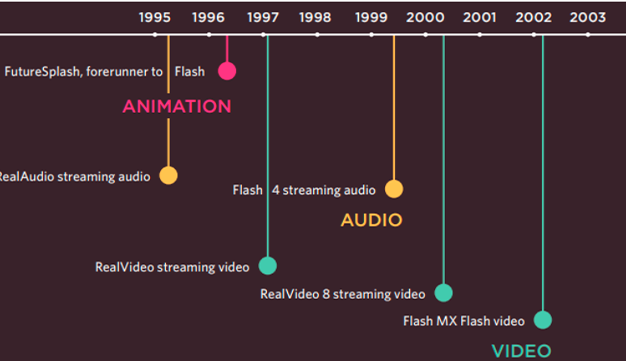 1995 1996 1997 1998 1999 2000 2001 2002 2003
FutureSplash, forerunner to Flash
ANIMATION
RealAudio streaming audio
Flash 4 streaming audio
AUDIO
RealVideo streaming video
RealVideo 8 streaming video
Flash MX Flash video
VIDEO